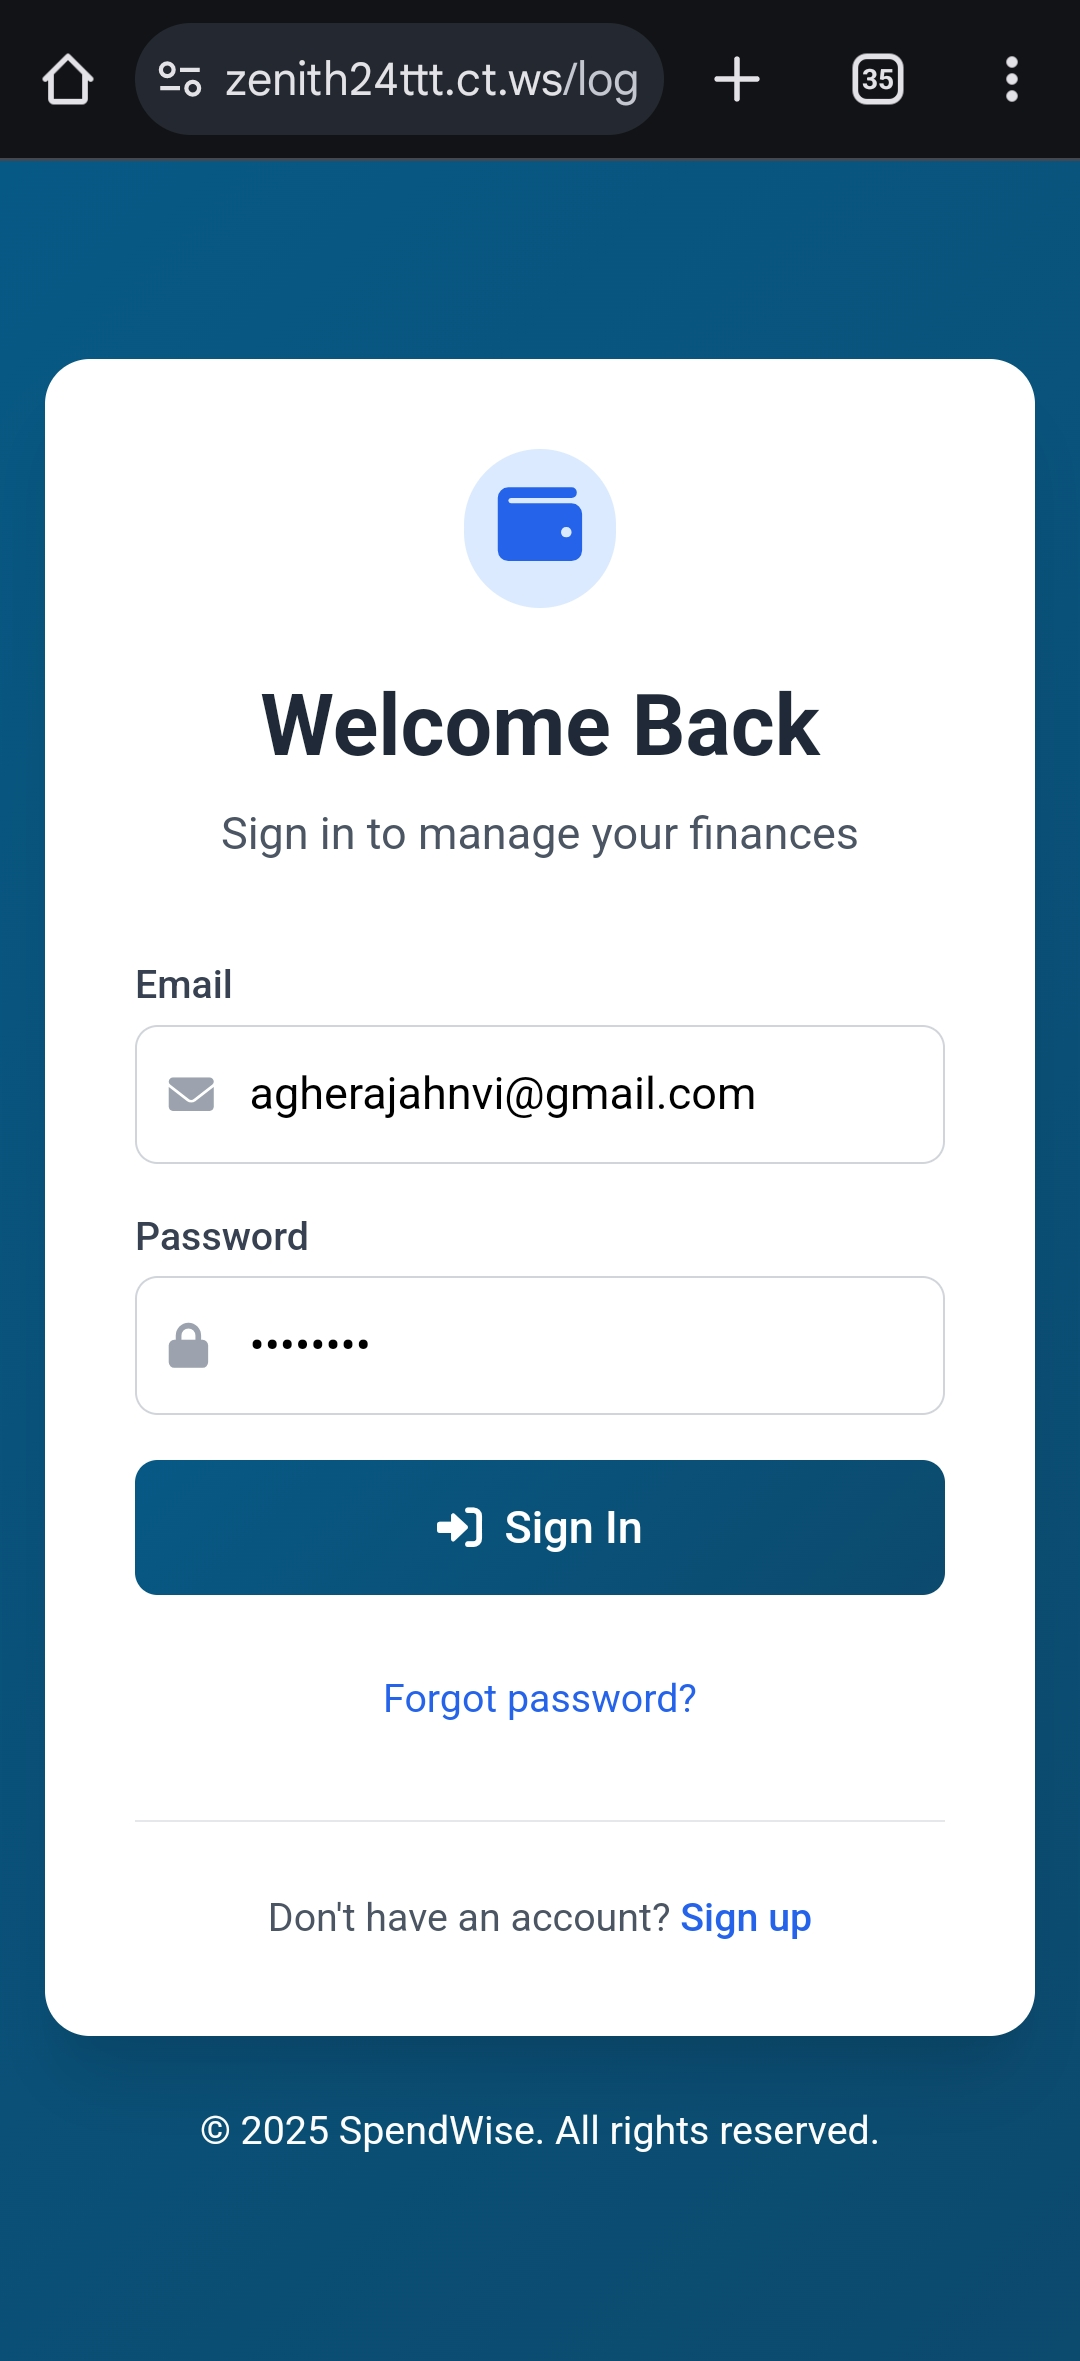 zenith24ttt.ct.ws/log
35
Welcome Back
Sign in to manage your finances
Email
agherajahnvi@gmail.com
Password
••••••••
Sign In
Forgot password?
Don't have an account? Sign up
© 2025 SpendWise. All rights reserved.